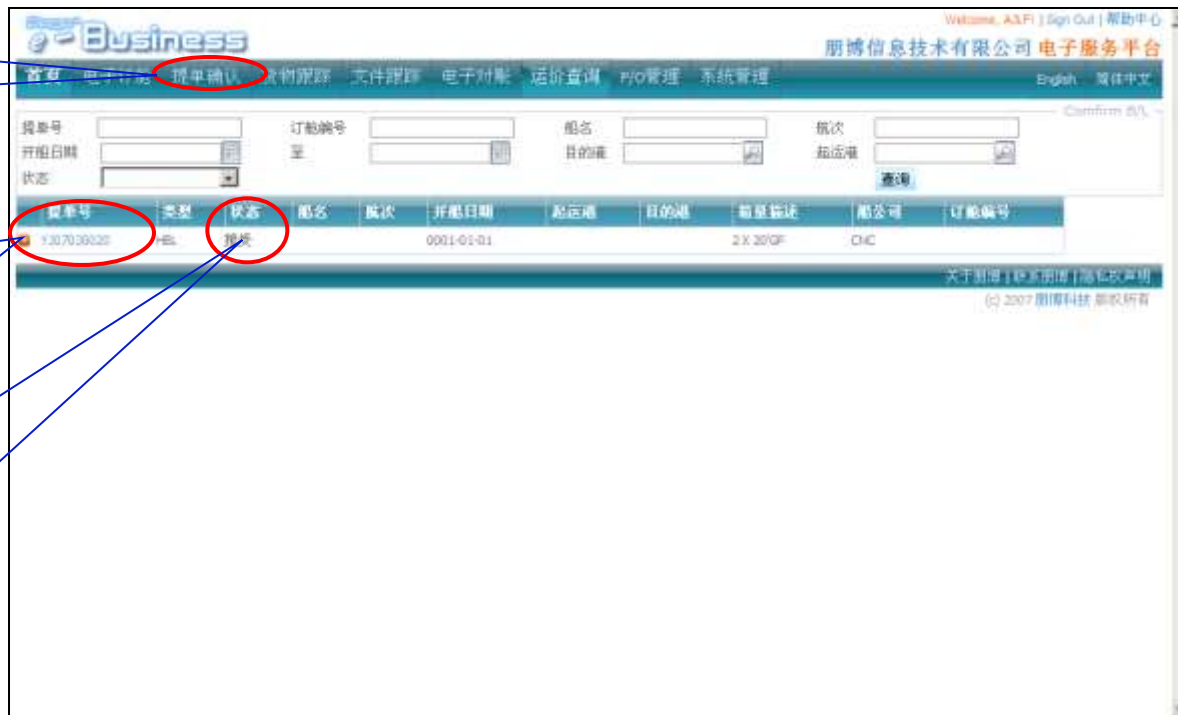 Business
Welcome, | Sign Out | 帮助中心
朋博信息技术有限公司 电子服务平台
首页 提单确认 货物跟踪 文件跟踪 电子对账 运价查询 P/O管理 系统管理 English 简体中文
Comfirm B/L
提单号 订舱编号 船名 航次
开船日期 至 目的港 起运港
状态 查询
提单号 类型 状态 船名 航次 开船日期 起运港 目的港 箱量描述 船公司 订舱编号
HBL 0001-01-01 2 X 20'GP CNC
关于朋博 | 联系朋博 | 隐私权声明
(c) 2007 朋博科技 版权所有